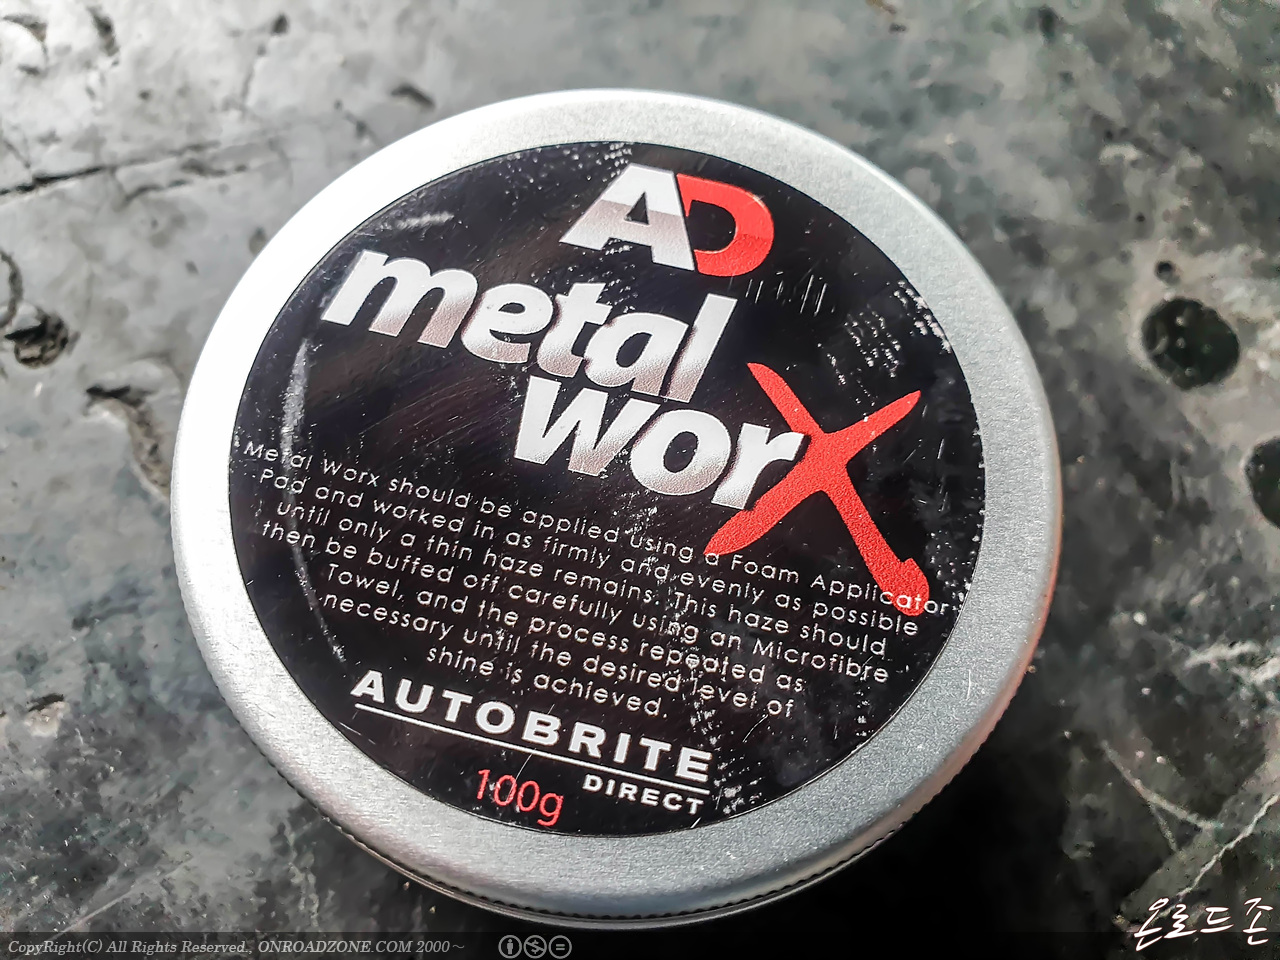 AD
metal
worX
Metal Worx should be applied using a Foam Applicator
Pad and worked in as firmly and evenly as possible
until only a thin haze remains. This haze should
then be buffed off carefully using an Microfibre
Towel, and the process repeated as
necessary until the desired level of
shine is achieved.
AUTOBRITE
DIRECT
100g
CopyRight(C) All Rights Reserved., ONROADZONE.COM 2000~
온로드존